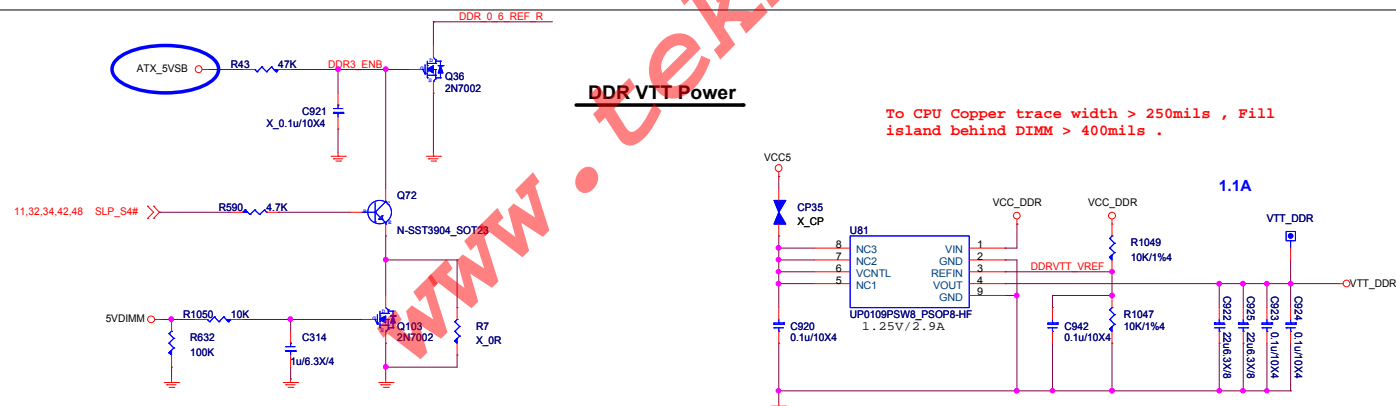 DDR_0_6_REF_R
ATX_5VSB
R43
47K
DDR3_ENB
Q36
2N7002
C921
X_0.1u/10X4
DDR VTT Power
To CPU Copper trace width > 250mils , Fill
island behind DIMM > 400mils .
11,32,34,42,48 SLP_S4#
R590
4.7K
Q72
N-SST3904_SOT23
5VDIMM
R1050
10K
R632
100K
C314
1u/6.3X/4
Q103
2N7002
R7
X_0R
VCC5
CP35
X_CP
U81
8 NC3 VIN 1
7 NC2 GND 2
6 VCNTL REFIN 3
5 NC1 VOUT 4
GND 9
UP0109PSW8_PSOP8-HF
1.25V/2.9A
C920
0.1u/10X4
VCC_DDR
VCC_DDR
R1049
10K/1%4
DDRVTT_VREF
R1047
10K/1%4
C942
0.1u/10X4
1.1A
VTT_DDR
VTT_DDR
C922
22u6.3X/8
C925
22u6.3X/8
C923
0.1u/10X4
C924
0.1u/10X4